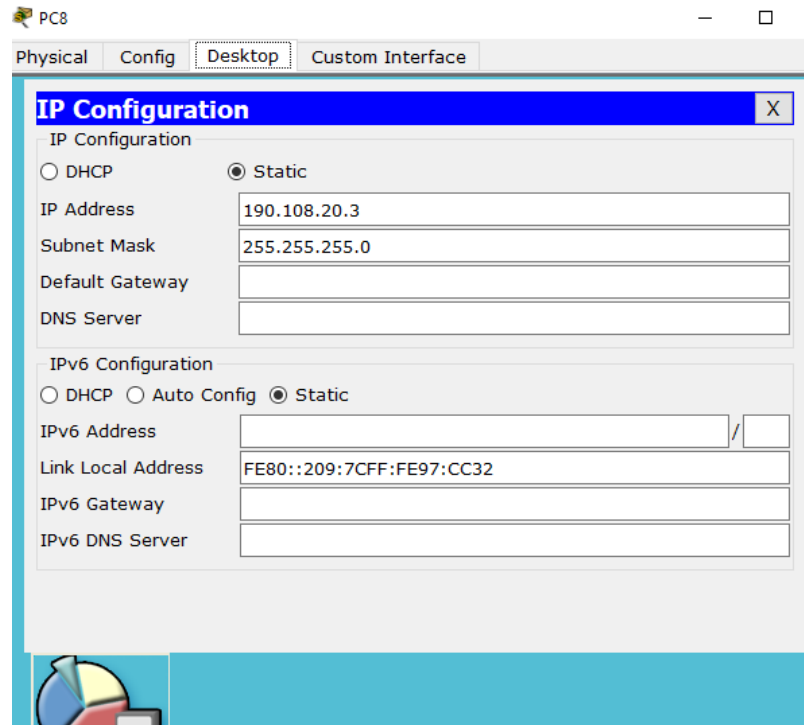 PC8
Physical Config Desktop Custom Interface
IP Configuration X
IP Configuration
DHCP Static
IP Address 190.108.20.3
Subnet Mask 255.255.255.0
Default Gateway
DNS Server
IPv6 Configuration
DHCP Auto Config Static
IPv6 Address /
Link Local Address FE80::209:7CFF:FE97:CC32
IPv6 Gateway
IPv6 DNS Server